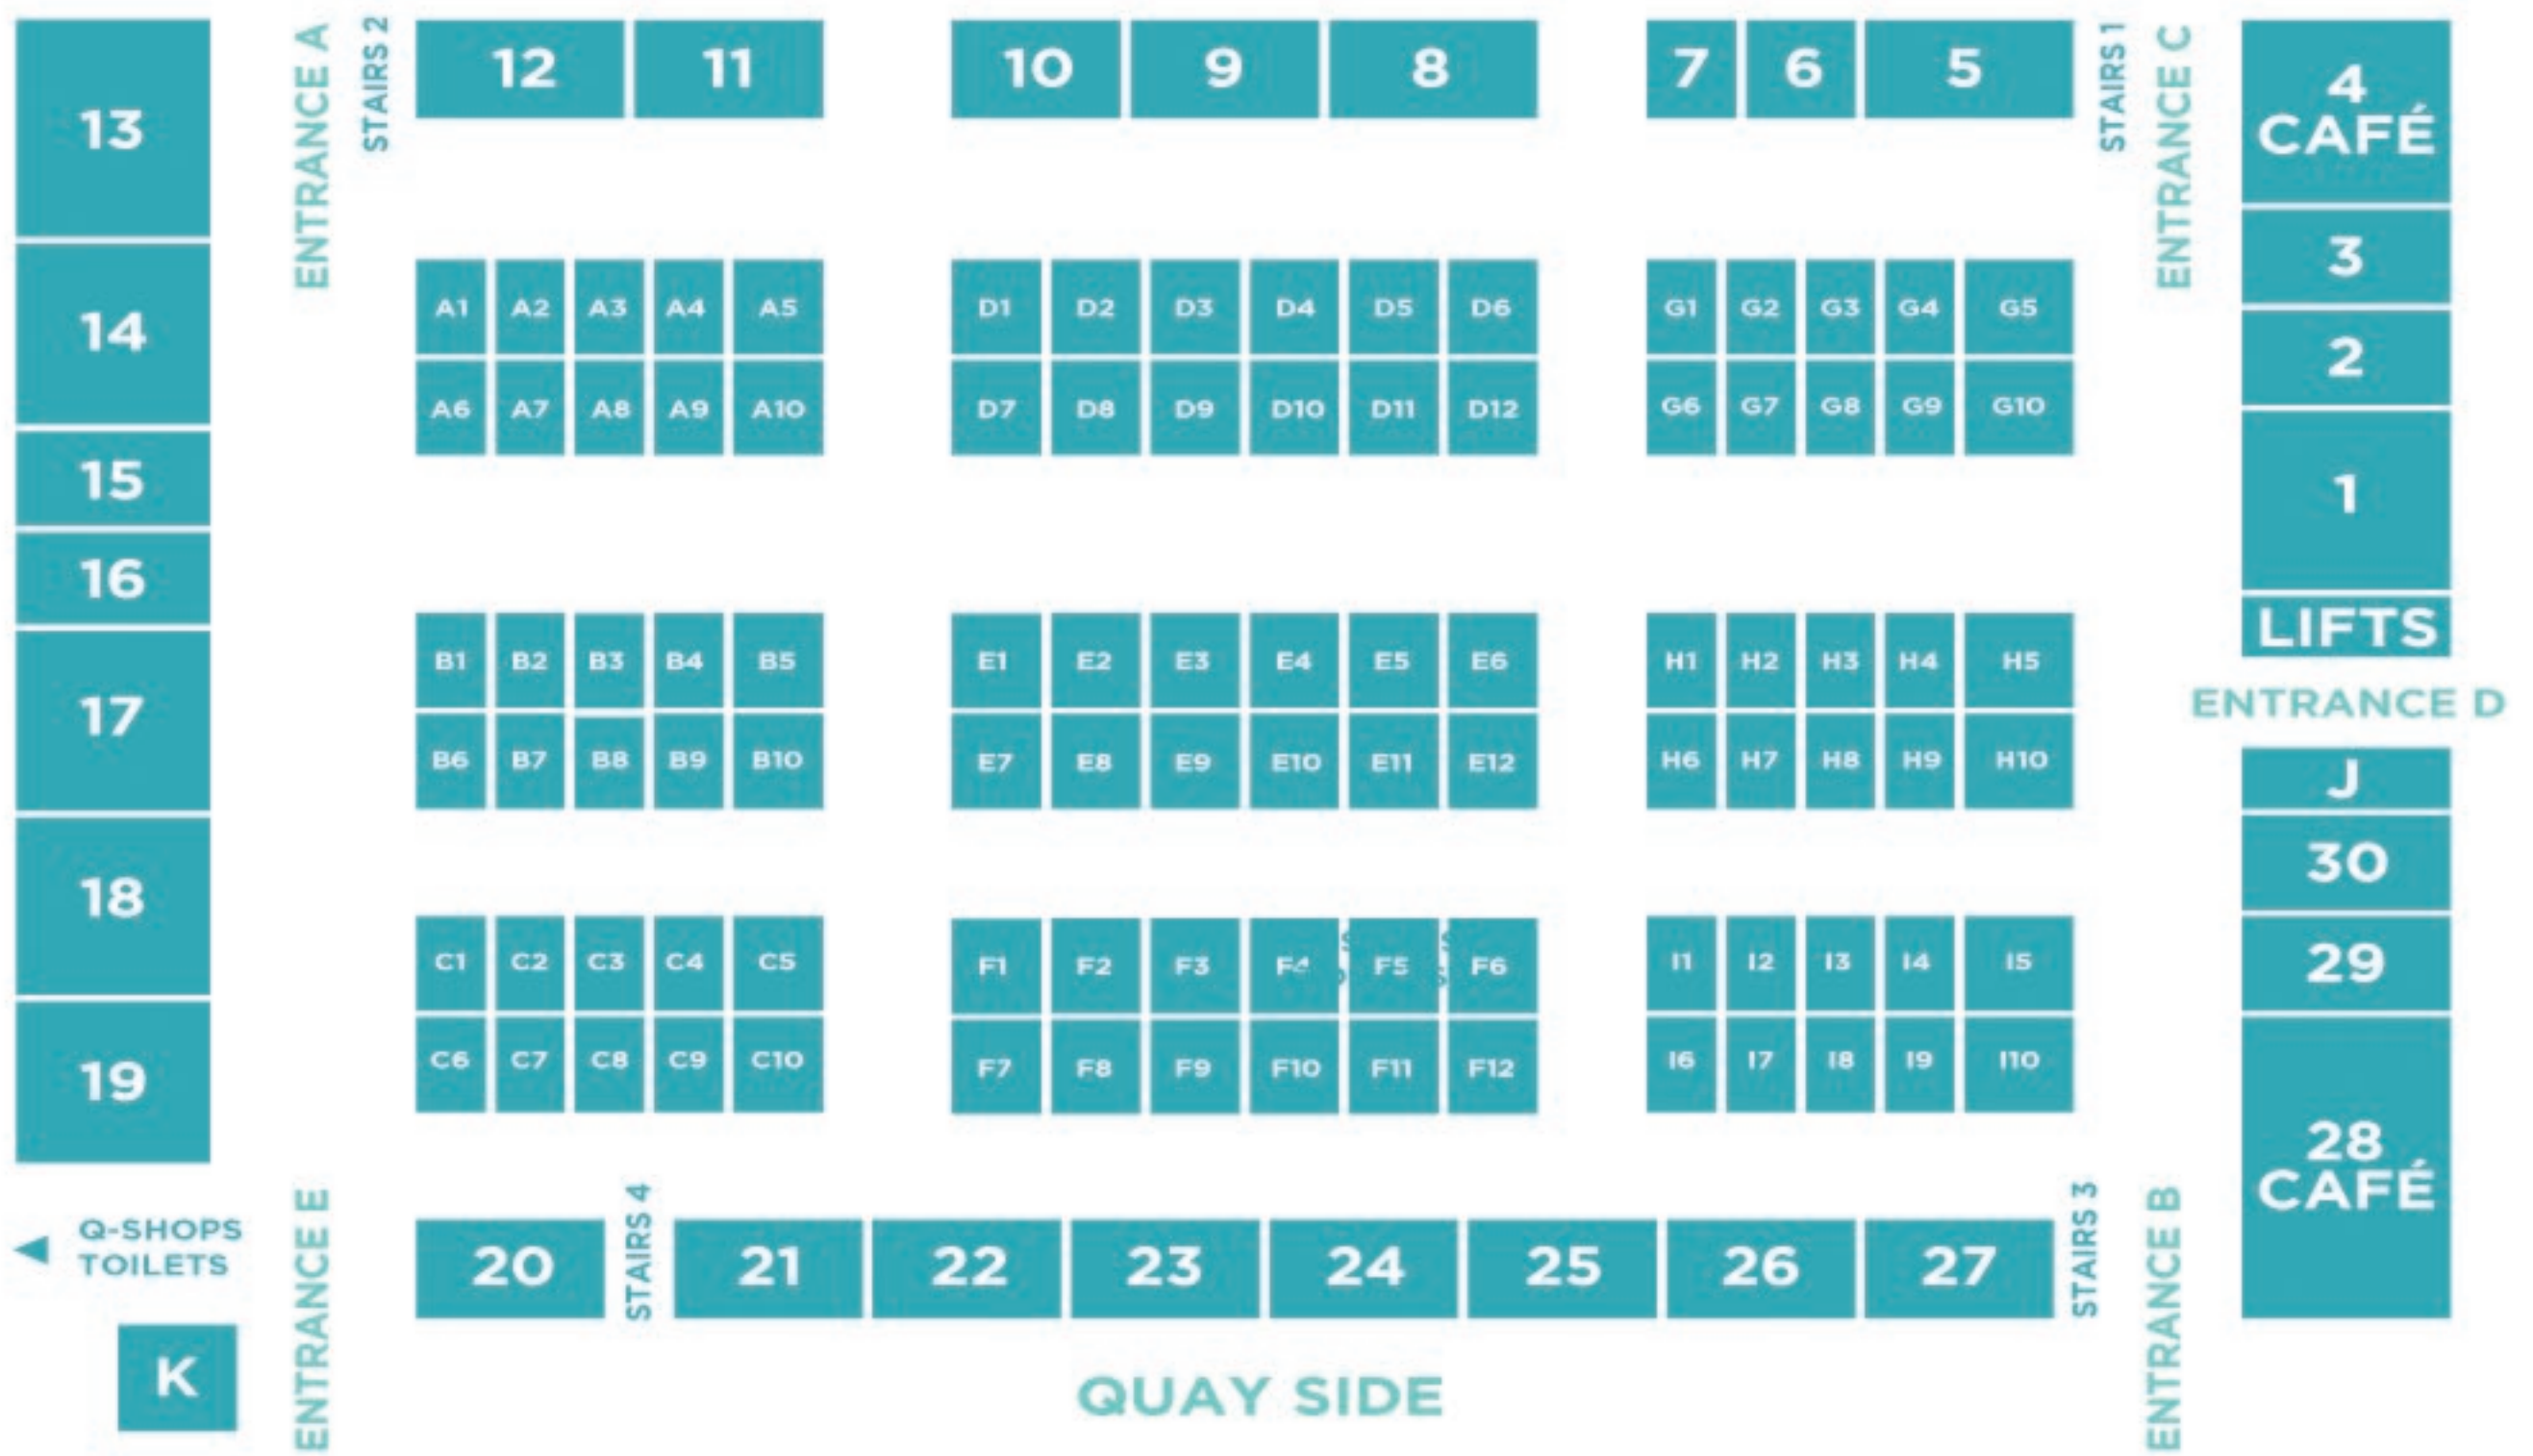 ENTRANCE A
STAIRS 2
12 11 10 9 8 7 6 5
STAIRS 1
ENTRANCE C
4
CAFÉ
3
2
1
LIFTS
ENTRANCE D
J
30
29
28
CAFÉ
13
14
15
16
17
18
19
A1 A2 A3 A4 A5
A6 A7 A8 A9 A10
D1 D2 D3 D4 D5 D6
D7 D8 D9 D10 D11 D12
G1 G2 G3 G4 G5
G6 G7 G8 G9 G10
B1 B2 B3 B4 B5
B6 B7 B8 B9 B10
E1 E2 E3 E4 E5 E6
E7 E8 E9 E10 E11 E12
H1 H2 H3 H4 H5
H6 H7 H8 H9 H10
C1 C2 C3 C4 C5
C6 C7 C8 C9 C10
F1 F2 F3 F4 F5 F6
F7 F8 F9 F10 F11 F12
I1 I2 I3 I4 I5
I6 I7 I8 I9 I10
Q-SHOPS
TOILETS
K
ENTRANCE E
20
STAIRS 4
21 22 23 24 25 26 27
STAIRS 3
ENTRANCE B
QUAY SIDE